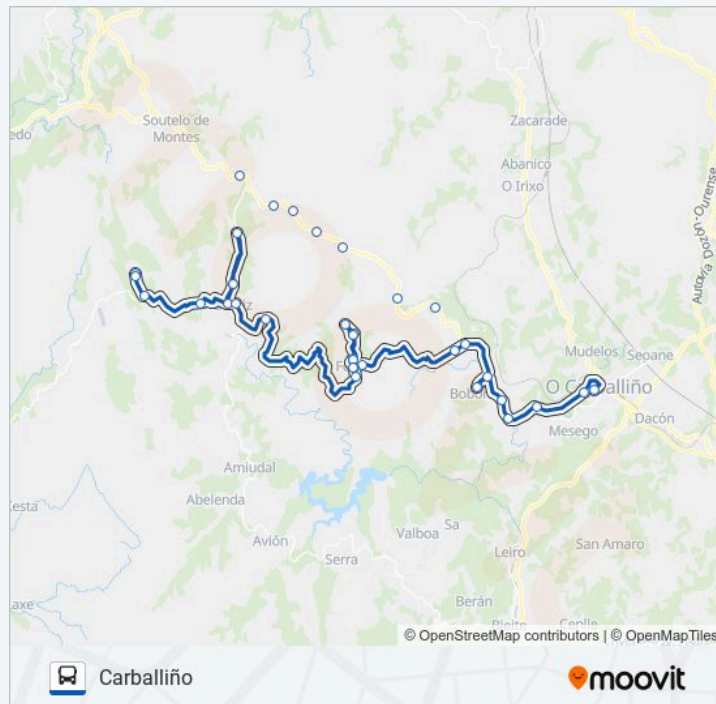 Soutelo de
Montes
Zacarade
Abanico
O Irixo
Autovía Dozón-Ourense
Mudelos
Seoane
O Carballiño
Dacón
Mesego
Amiudal
Abelenda
Avión
Serra
Valboa
Sa
Leiro
San Amaro
Berán
Cenlle
© OpenStreetMap contributors | © OpenMapTiles
Carballiño
moovit